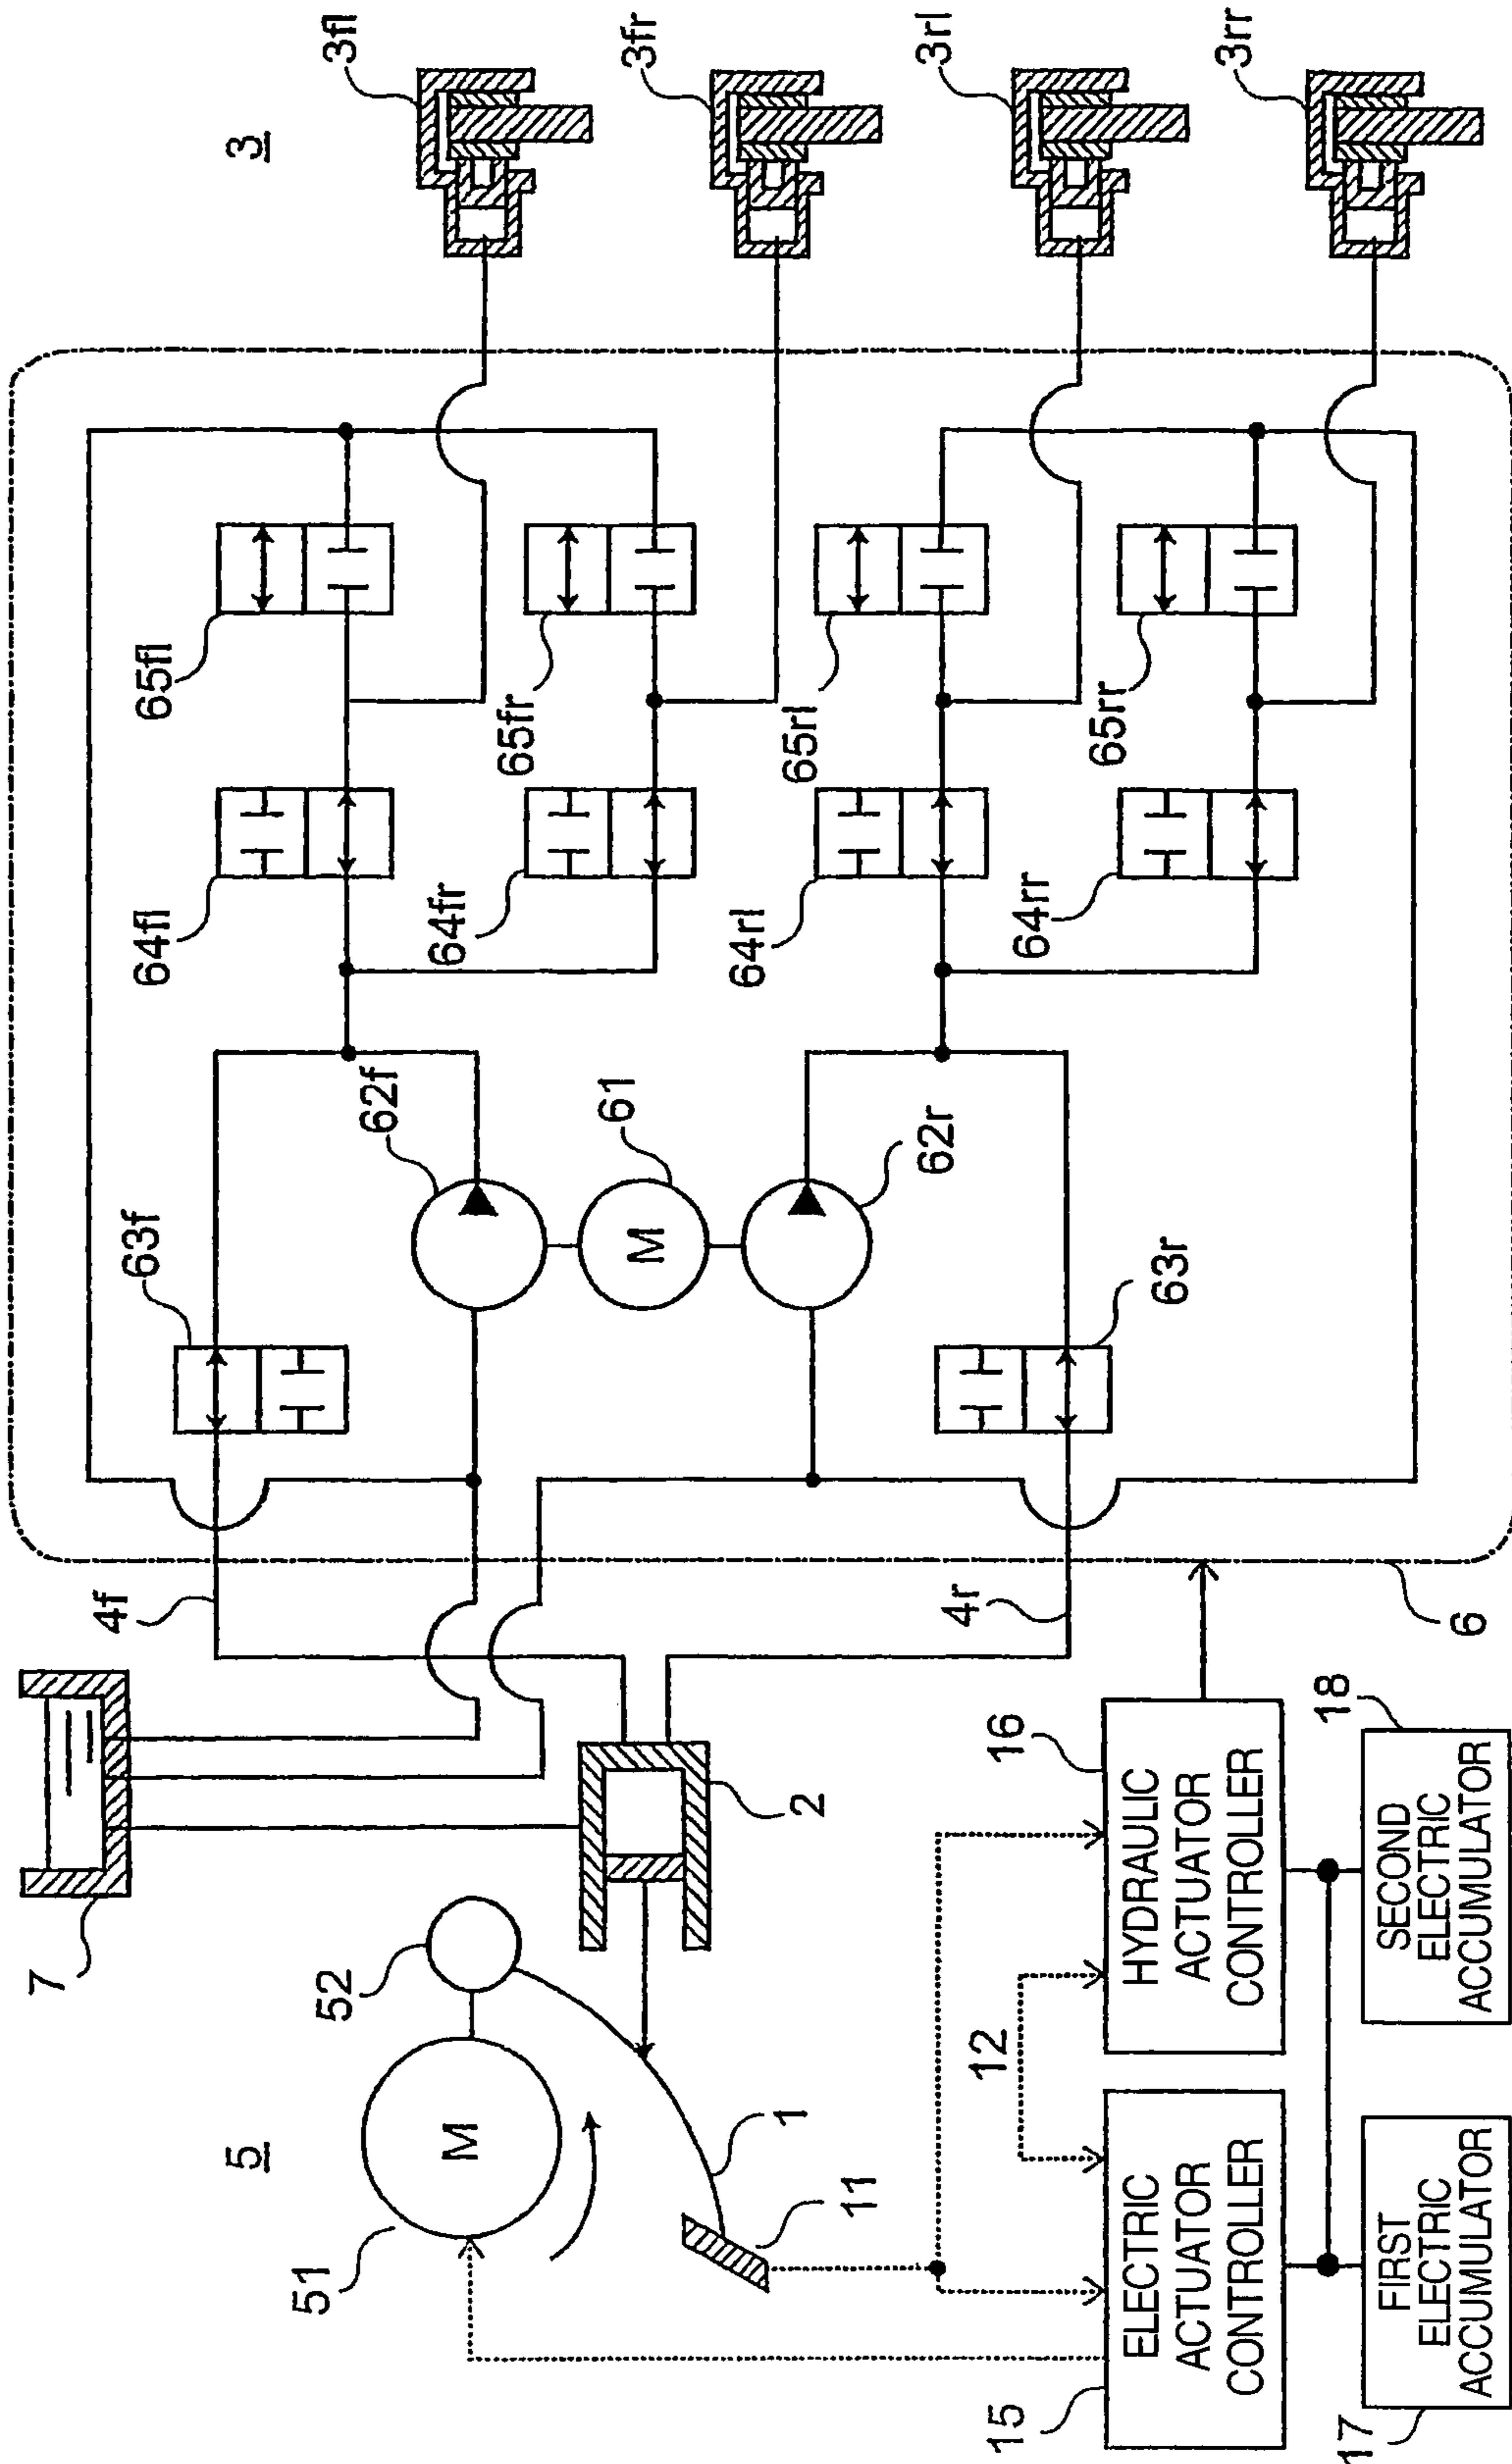 3
3fl
3fr
3rl
3rr
65fl
65fr
65rl
65rr
64fl
64fr
64rl
64rr
62f
61
62r
M
63f
63r
4f
4r
6
7
2
52
5
51
M
1
11
12
16
HYDRAULIC
ACTUATOR
CONTROLLER
18
SECOND
ELECTRIC
ACCUMULATOR
15
ELECTRIC
ACTUATOR
CONTROLLER
17
FIRST
ELECTRIC
ACCUMULATOR